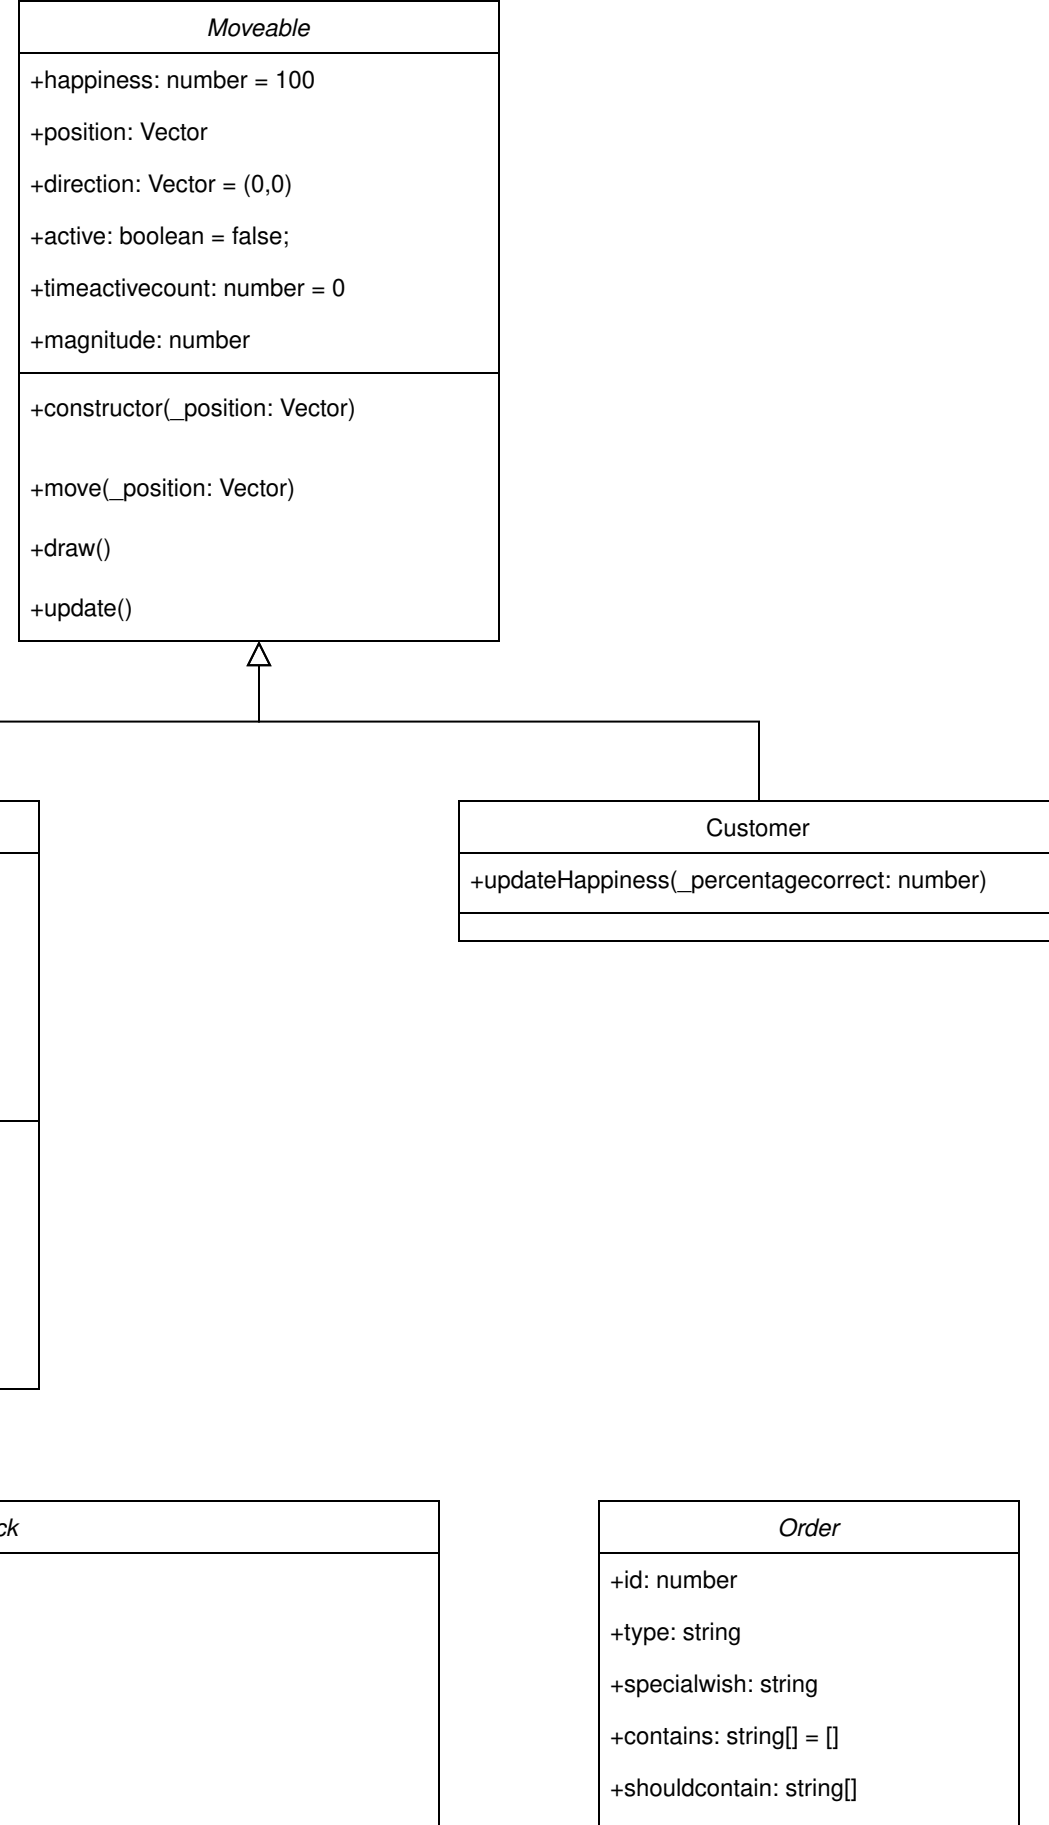 Moveable
+happiness: number = 100
+position: Vector
+direction: Vector = (0,0)
+active: boolean = false;
+timeactivecount: number = 0
+magnitude: number
+constructor(_position: Vector)
+move(_position: Vector)
+draw()
+update()
Customer
+updateHappiness(_percentagecorrect: number)
ck
Order
+id: number
+type: string
+specialwish: string
+contains: string[] = []
+shouldcontain: string[]